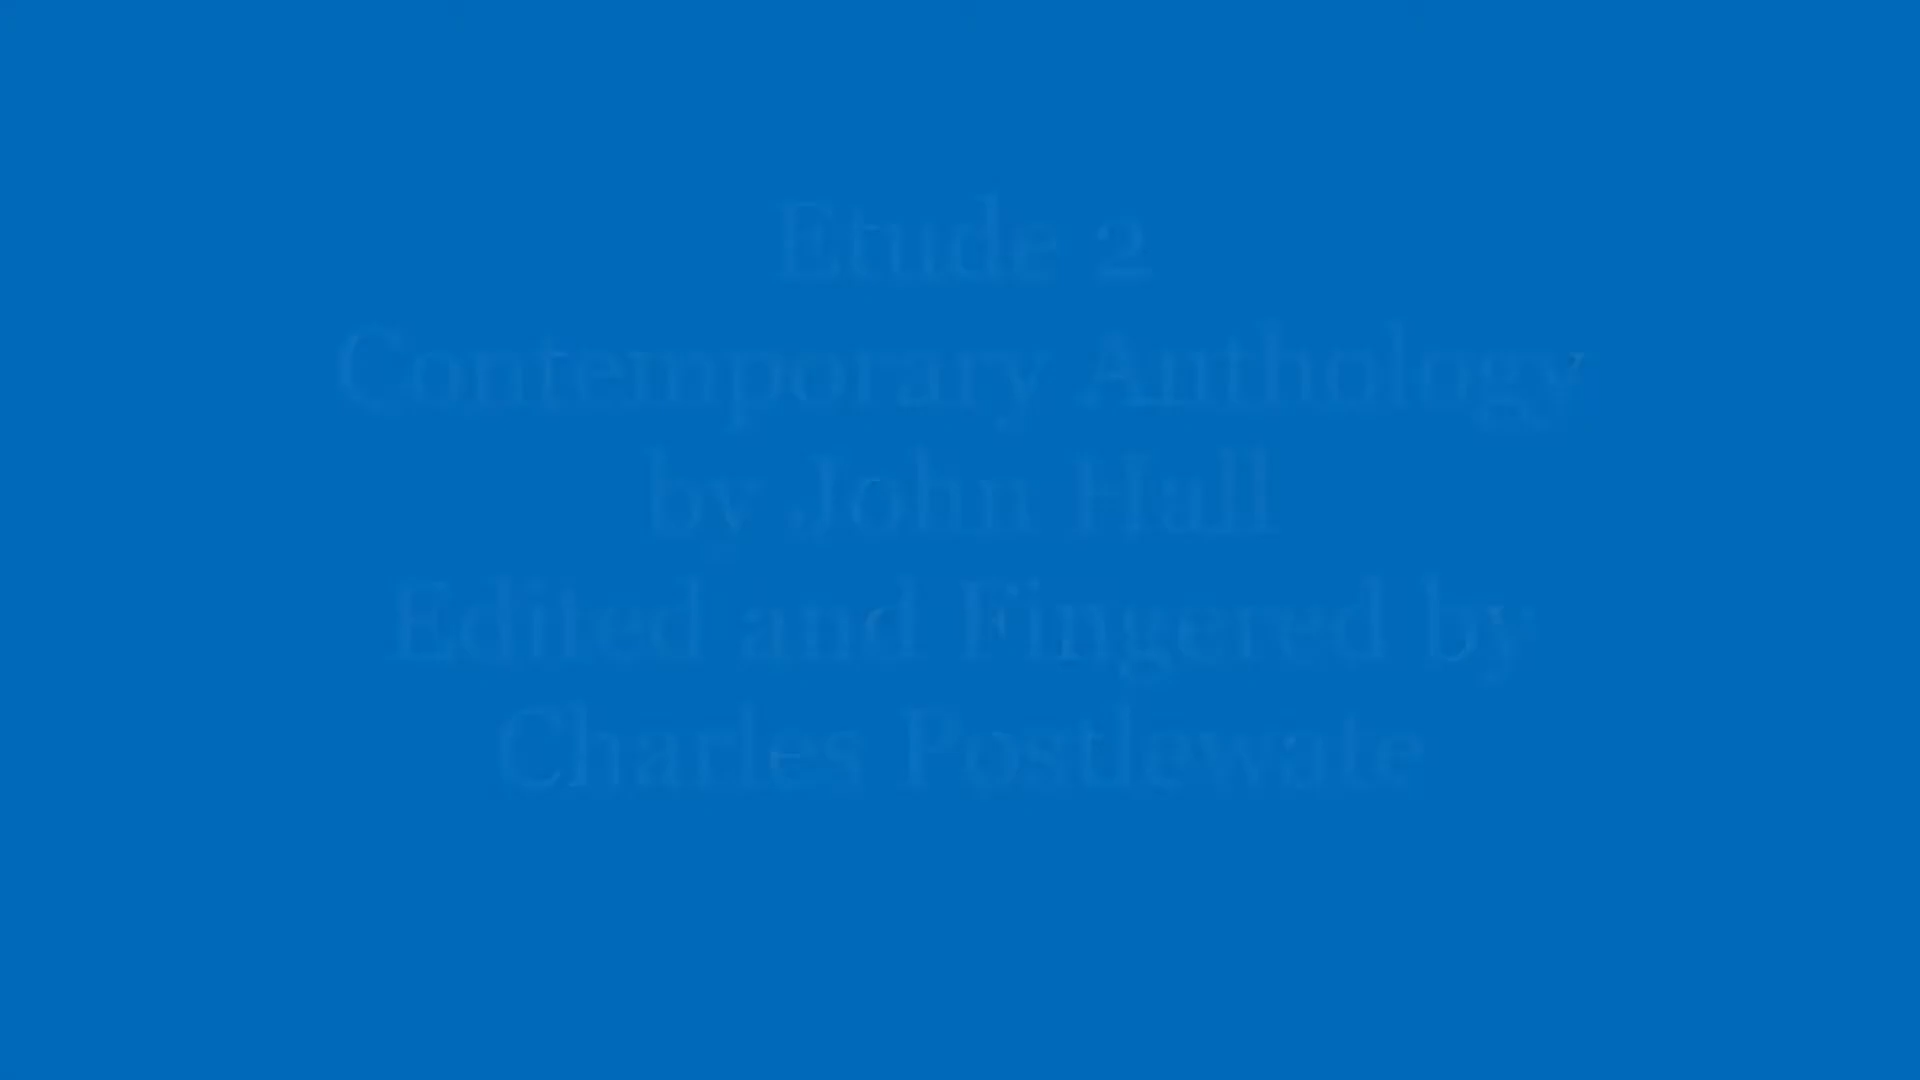 Etude 2
Contemporary Anthology
by John Hall
Edited and Fingered by
Charles Postlewate